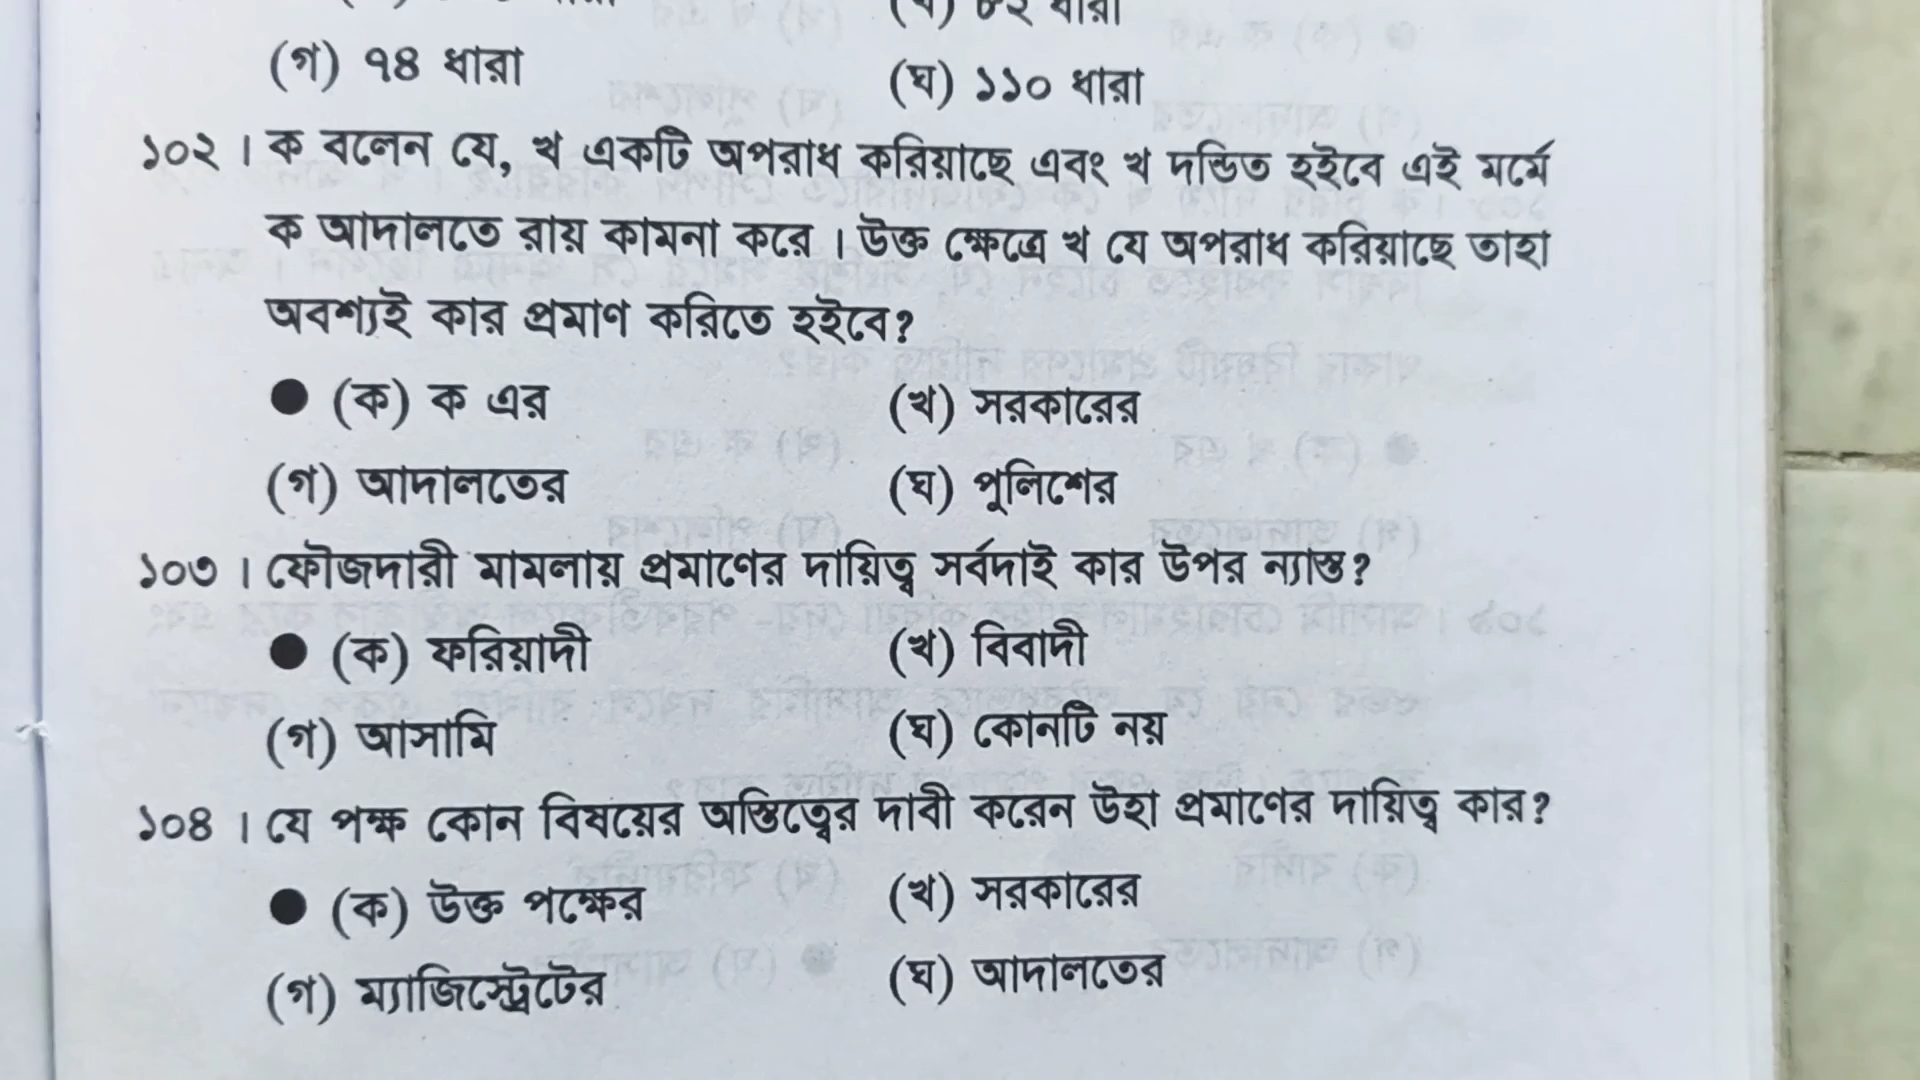 (গ) ৭৪ ধারা
(ঘ) ১১০ ধারা
১০২। ক বলেন যে, খ একটি অপরাধ করিয়াছে এবং খ দন্ডিত হইবে এই মর্মে
ক আদালতে রায় কামনা করে। উক্ত ক্ষেত্রে খ যে অপরাধ করিয়াছে তাহা
অবশ্যই কার প্রমাণ করিতে হইবে?
● (ক) ক এর
(খ) সরকারের
(গ) আদালতের
(ঘ) পুলিশের
১০৩। ফৌজদারী মামলায় প্রমাণের দায়িত্ব সর্বদাই কার উপর ন্যাস্ত?
● (ক) ফরিয়াদী
(খ) বিবাদী
(গ) আসামি
(ঘ) কোনটি নয়
১০৪। যে পক্ষ কোন বিষয়ের অস্তিত্বের দাবী করেন উহা প্রমাণের দায়িত্ব কার?
● (ক) উক্ত পক্ষের
(খ) সরকারের
(গ) ম্যাজিস্ট্রেটের
(ঘ) আদালতের